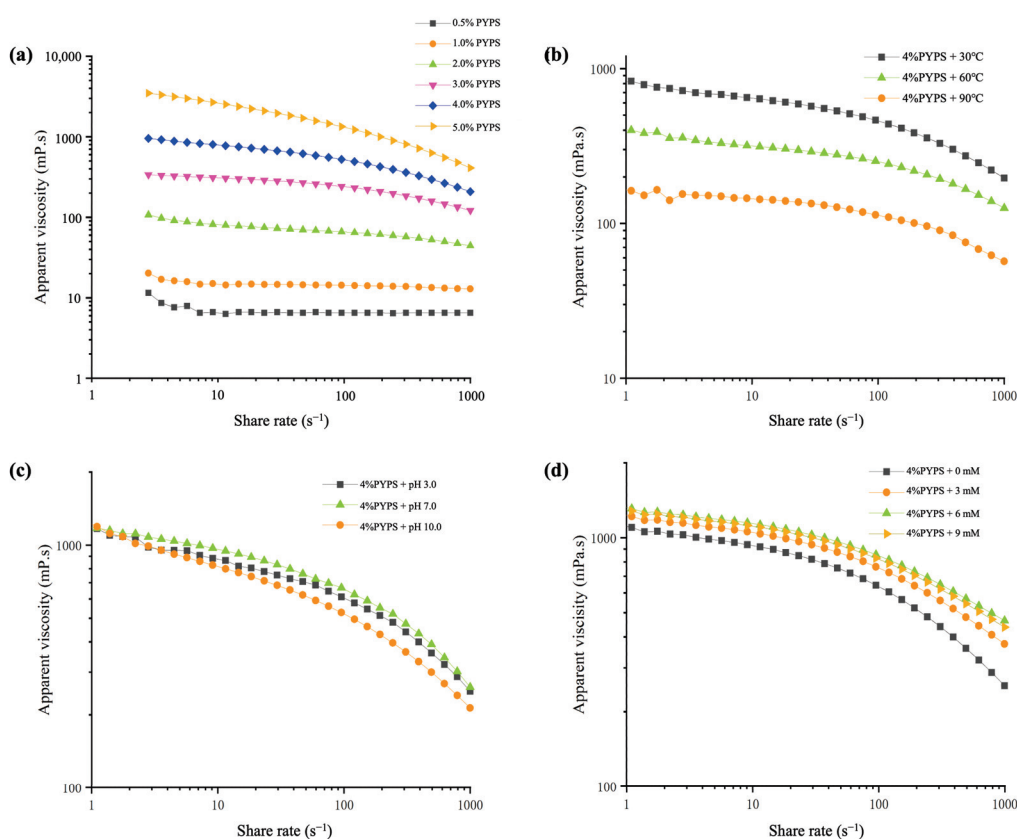 (a)
0.5% PYPS
1.0% PYPS
2.0% PYPS
3.0% PYPS
4.0% PYPS
5.0% PYPS
10,000
1000
100
10
1
Apparent viscosity (mP.s)
1
10
100
1000
Share rate (s⁻¹)
(b)
4%PYPS + 30℃
4%PYPS + 60℃
4%PYPS + 90℃
1000
100
10
Apparent viscosity (mPa.s)
1
10
100
1000
Share rate (s⁻¹)
(c)
4%PYPS + pH 3.0
4%PYPS + pH 7.0
4%PYPS + pH 10.0
1000
100
Apparent viscosity (mPa.s)
1
10
100
1000
Share rate (s⁻¹)
(d)
4%PYPS + 0 mM
4%PYPS + 3 mM
4%PYPS + 6 mM
4%PYPS + 9 mM
1000
100
Apparent viscisity (mPa.s)
1
10
100
1000
Share rate (s⁻¹)